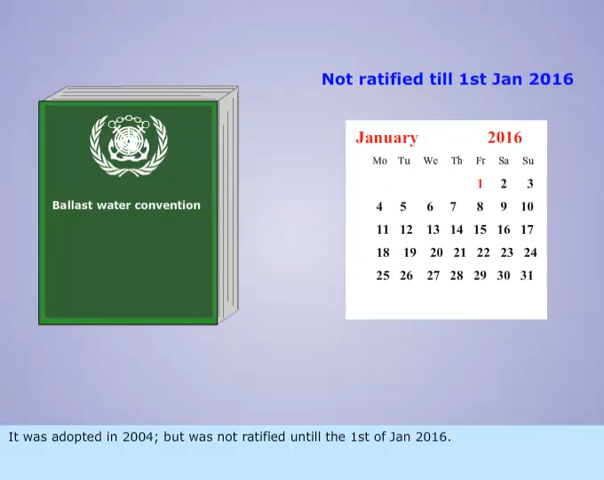 Not ratified till 1st Jan 2016
Ballast water convention
January 2016
Mo Tu We Th Fr Sa Su
1 2 3
4 5 6 7 8 9 10
11 12 13 14 15 16 17
18 19 20 21 22 23 24
25 26 27 28 29 30 31
It was adopted in 2004; but was not ratified untill the 1st of Jan 2016.